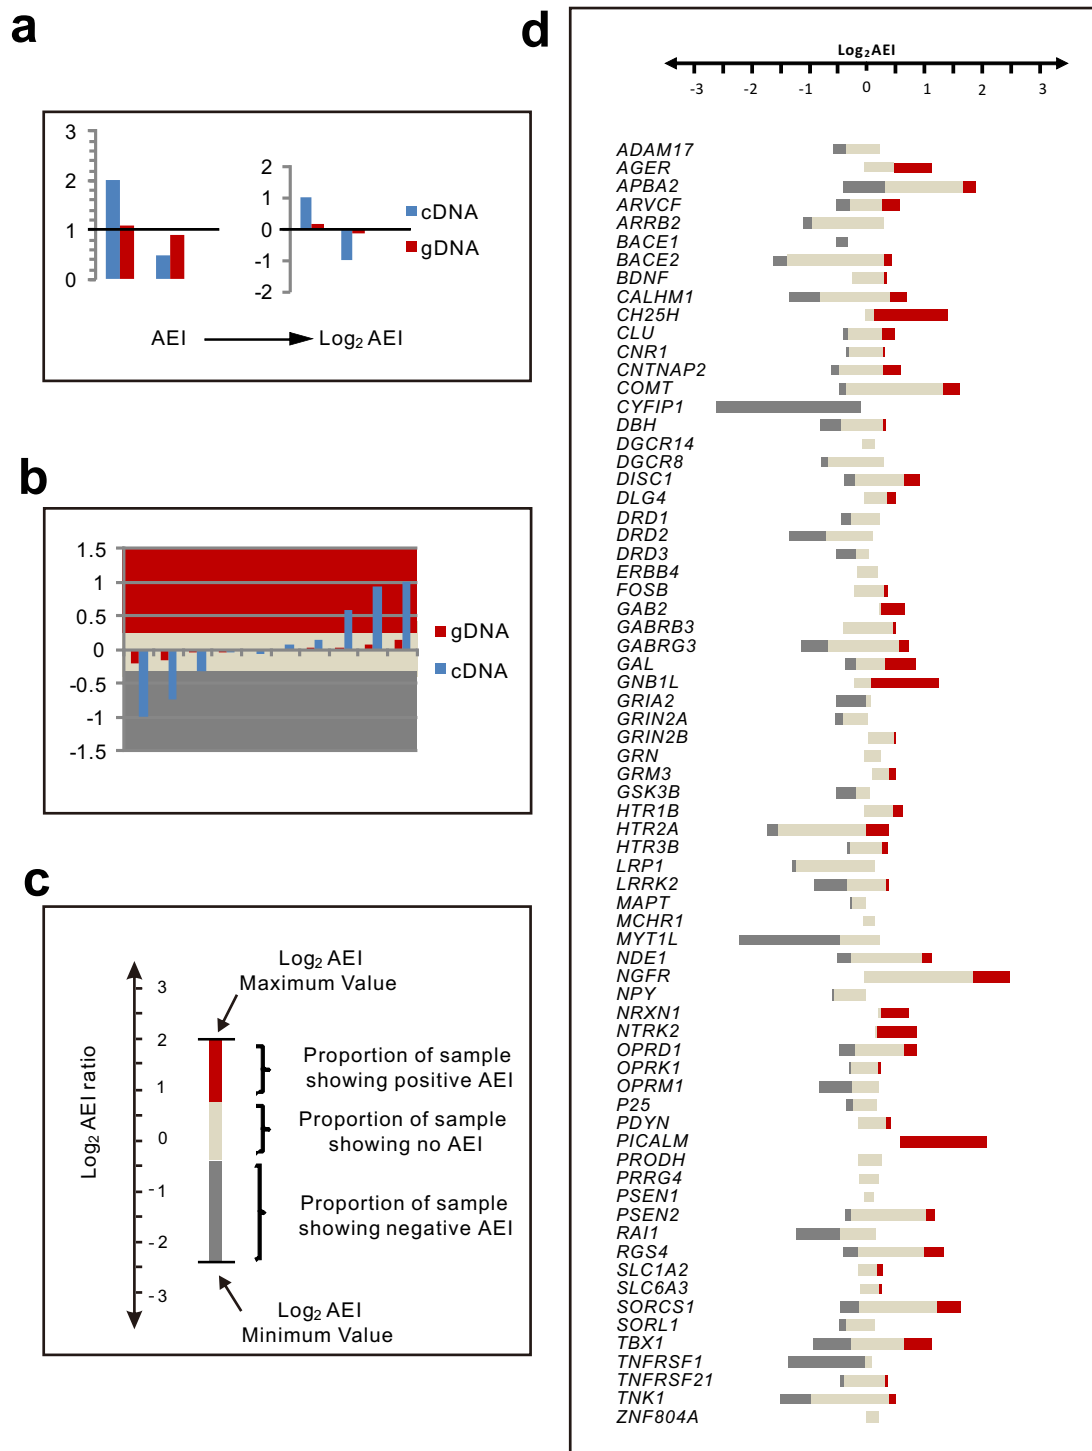 a
3
2
1
0
2
1
0
-1
-2
cDNA
gDNA
AEI
Log2 AEI
b
1.5
1
0.5
0
-0.5
-1
-1.5
gDNA
cDNA
c
Log2 AEI
Maximum Value
Log2 AEI ratio
3
2
1
0
-1
-2
-3
Proportion of sample
showing positive AEI
Proportion of sample
showing no AEI
Proportion of sample
showing negative AEI
Log2 AEI
Minimum Value
d
Log2AEI
-3 -2 -1 0 1 2 3
ADAM17
AGER
APBA2
ARVCF
ARRB2
BACE1
BACE2
BDNF
CALHM1
CH25H
CLU
CNR1
CNTNAP2
COMT
CYFIP1
DBH
DGCR14
DGCR8
DISC1
DLG4
DRD1
DRD2
DRD3
ERBB4
FOSB
GAB2
GABRB3
GABRG3
GAL
GNB1L
GRIA2
GRIN2A
GRIN2B
GRN
GRM3
GSK3B
HTR1B
HTR2A
HTR3B
LRP1
LRRK2
MAPT
MCHR1
MYT1L
NDE1
NGFR
NPY
NRXN1
NTRK2
OPRD1
OPRK1
OPRM1
P25
PDYN
PICALM
PRODH
PRRG4
PSEN1
PSEN2
RAI1
RGS4
SLC1A2
SLC6A3
SORCS1
SORL1
TBX1
TNFRSF1
TNFRSF21
TNK1
ZNF804A